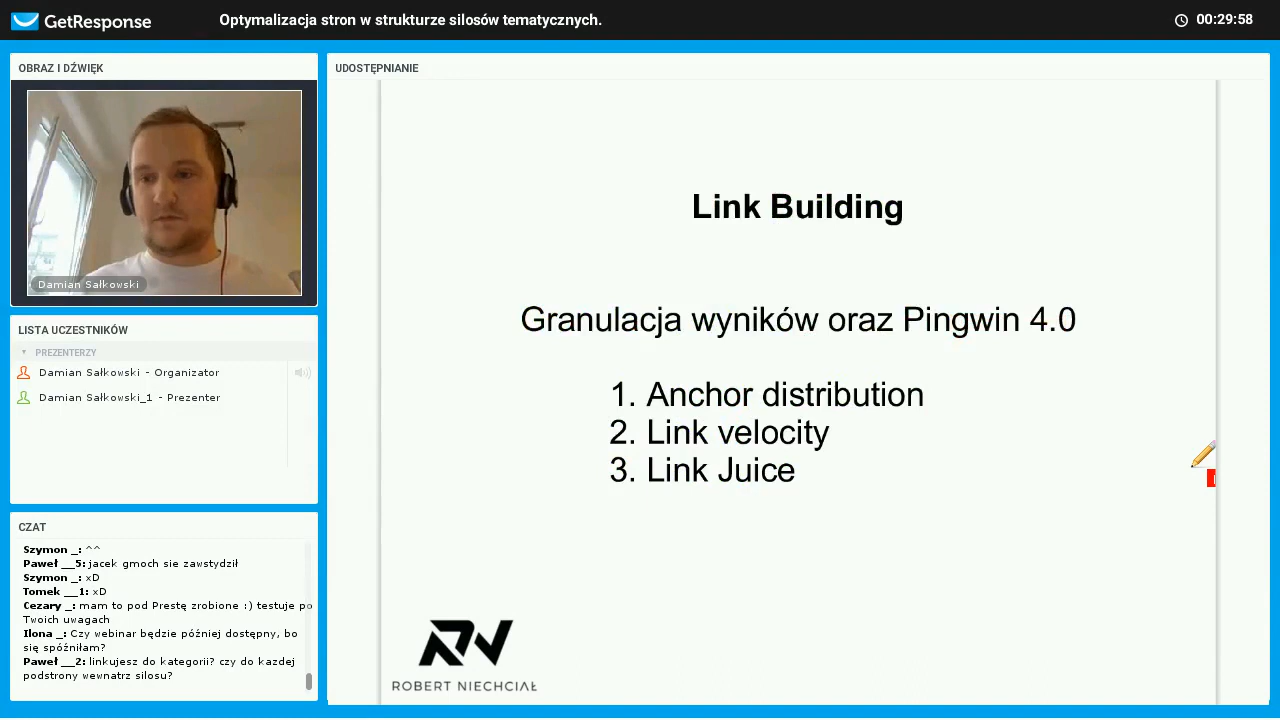 GetResponse
Optymalizacja stron w strukturze silosów tematycznych.
00:29:58
OBRAZ I DŹWIĘK
Damian Sałkowski
LISTA UCZESTNIKÓW
PREZENTERZY
Damian Sałkowski - Organizator
Damian Sałkowski_1 - Prezenter
CZAT
Szymon _: ^^
Paweł __5: jacek gmoch sie zawstydził
Szymon _: xD
Tomek __1: xD
Cezary _: mam to pod Prestę zrobione :) testuje po
Twoich uwagach
Ilona _: Czy webinar będzie później dostępny, bo
się spóźniłam?
Paweł __2: linkujesz do kategorii? czy do kazdej
podstrony wewnatrz silosu?
UDOSTĘPNIANIE
Link Building
Granulacja wyników oraz Pingwin 4.0
1. Anchor distribution
2. Link velocity
3. Link Juice
ROBERT NIECHCIAŁ